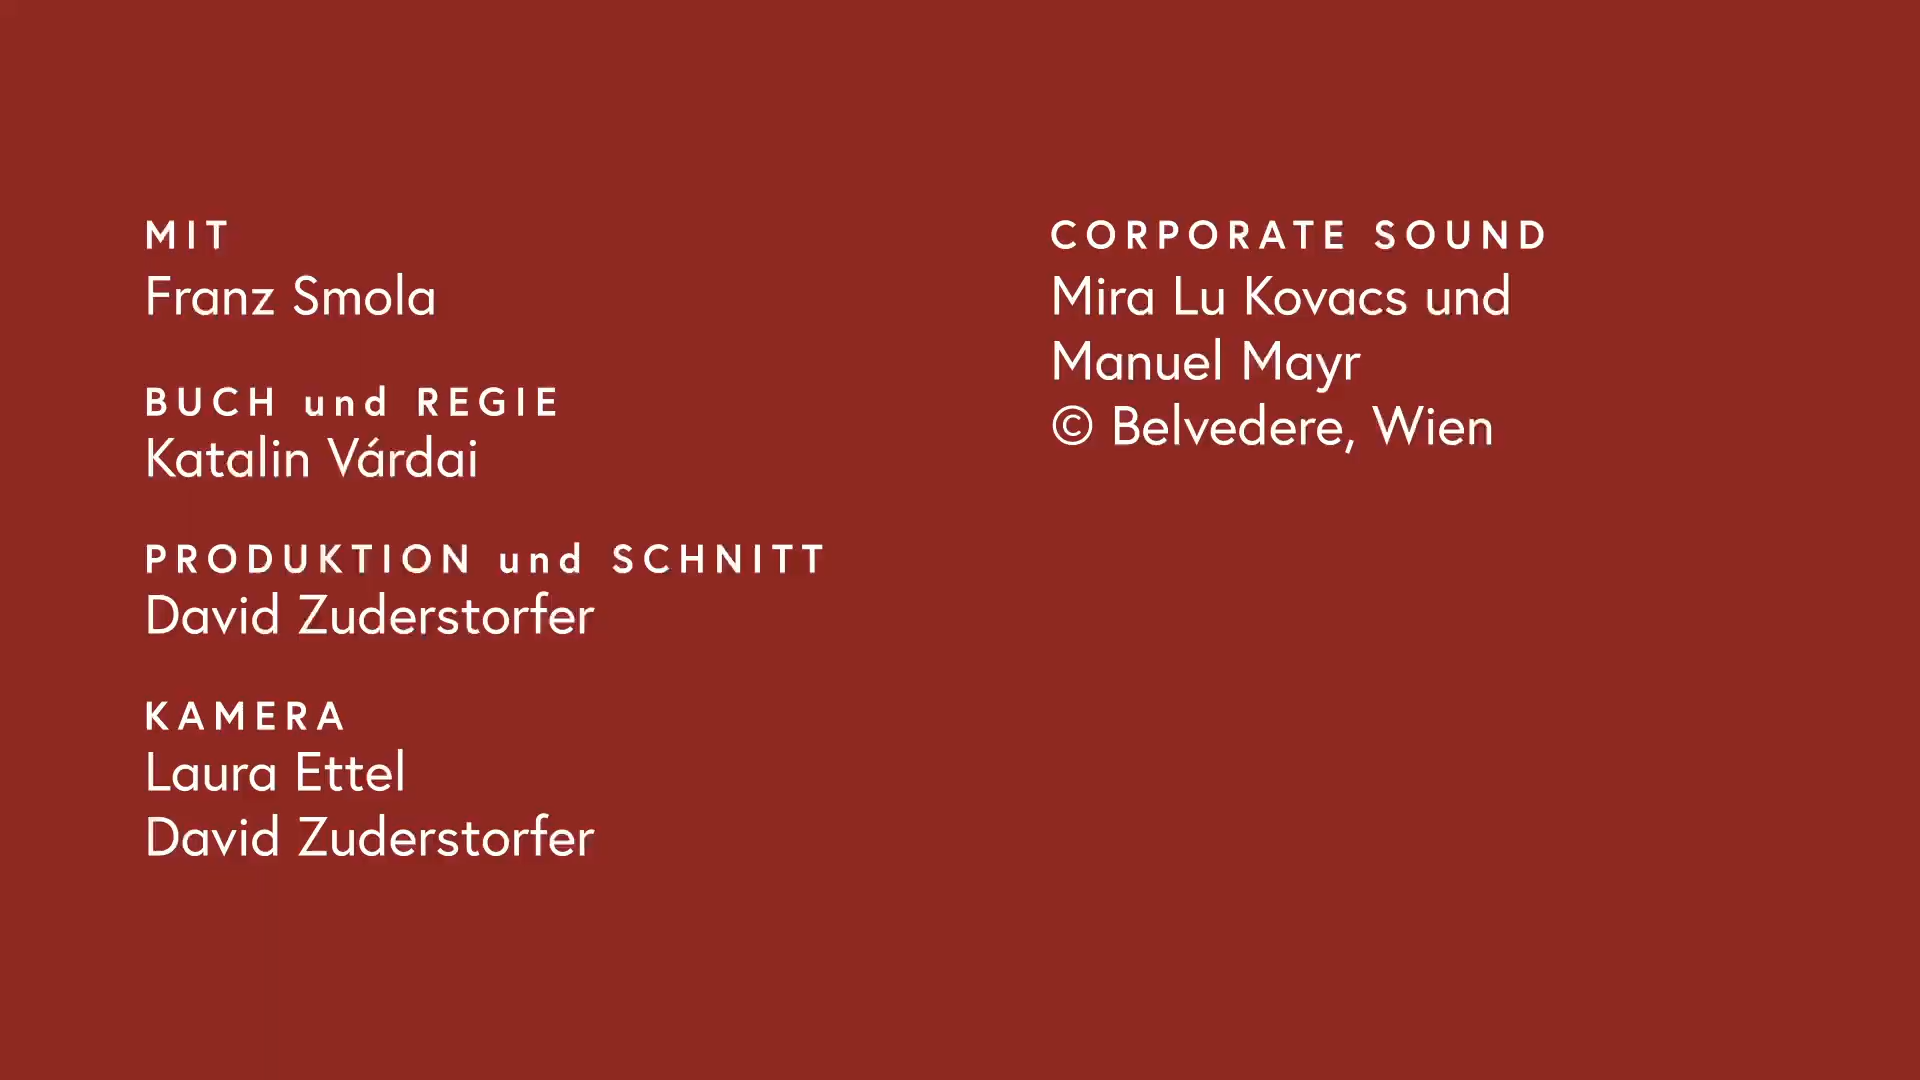 MIT
Franz Smola
BUCH und REGIE
Katalin Várdai
PRODUKTION und SCHNITT
David Zuderstorfer
KAMERA
Laura Ettel
David Zuderstorfer
CORPORATE SOUND
Mira Lu Kovacs und
Manuel Mayr
© Belvedere, Wien